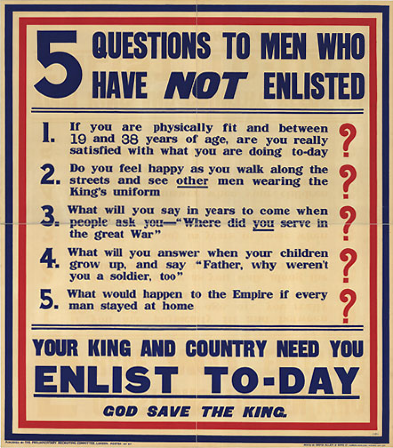 5 QUESTIONS TO MEN WHO
HAVE NOT ENLISTED
1. If you are physically fit and between
19 and 38 years of age, are you really
satisfied with what you are doing to-day ?
2. Do you feel happy as you walk along the
streets and see other men wearing the
King's uniform ?
3. What will you say in years to come when
people ask you—"Where did you serve in
the great War" ?
4. What will you answer when your children
grow up, and say "Father, why weren't
you a soldier, too" ?
5. What would happen to the Empire if every
man stayed at home ?
YOUR KING AND COUNTRY NEED YOU
ENLIST TO-DAY
GOD SAVE THE KING.